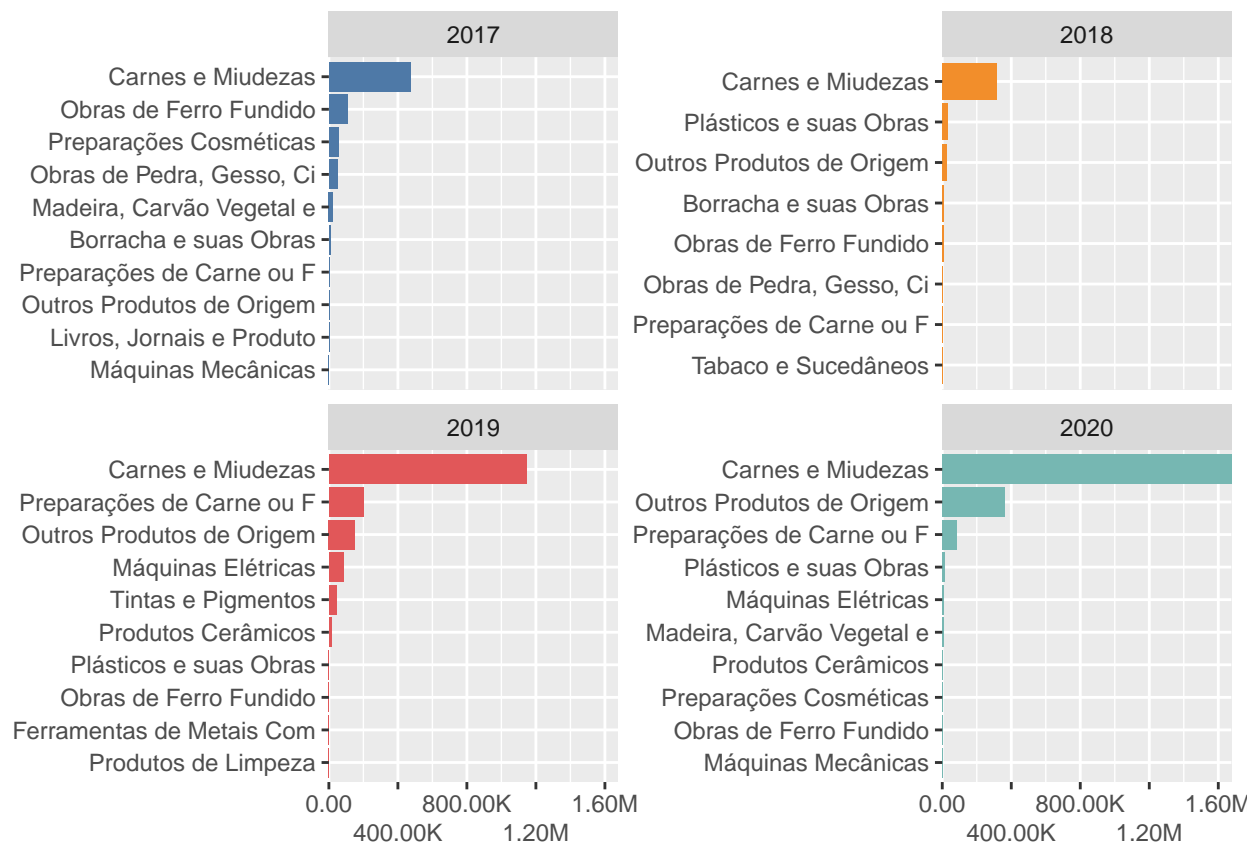 2017
Carnes e Miudezas
Obras de Ferro Fundido
Preparações Cosméticas
Obras de Pedra, Gesso, Ci
Madeira, Carvão Vegetal e
Borracha e suas Obras
Preparações de Carne ou F
Outros Produtos de Origem
Livros, Jornais e Produto
Máquinas Mecânicas
2018
Carnes e Miudezas
Plásticos e suas Obras
Outros Produtos de Origem
Borracha e suas Obras
Obras de Ferro Fundido
Obras de Pedra, Gesso, Ci
Preparações de Carne ou F
Tabaco e Sucedâneos
2019
Carnes e Miudezas
Preparações de Carne ou F
Outros Produtos de Origem
Máquinas Elétricas
Tintas e Pigmentos
Produtos Cerâmicos
Plásticos e suas Obras
Obras de Ferro Fundido
Ferramentas de Metais Com
Produtos de Limpeza
0.00 800.00K 1.60M
400.00K 1.20M
2020
Carnes e Miudezas
Outros Produtos de Origem
Preparações de Carne ou F
Plásticos e suas Obras
Máquinas Elétricas
Madeira, Carvão Vegetal e
Produtos Cerâmicos
Preparações Cosméticas
Obras de Ferro Fundido
Máquinas Mecânicas
0.00 800.00K 1.60M
400.00K 1.20M